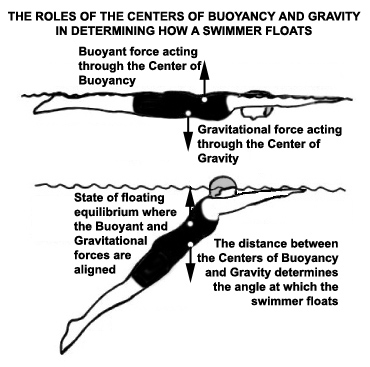 THE ROLES OF THE CENTERS OF BUOYANCY AND GRAVITY
IN DETERMINING HOW A SWIMMER FLOATS
Buoyant force acting
through the Center of
Buoyancy
Gravitational force acting
through the Center of
Gravity
State of floating
equilibrium where
the Buoyant and
Gravitational
forces are
aligned
The distance between
the Centers of Buoyancy
and Gravity determines
the angle at which the
swimmer floats